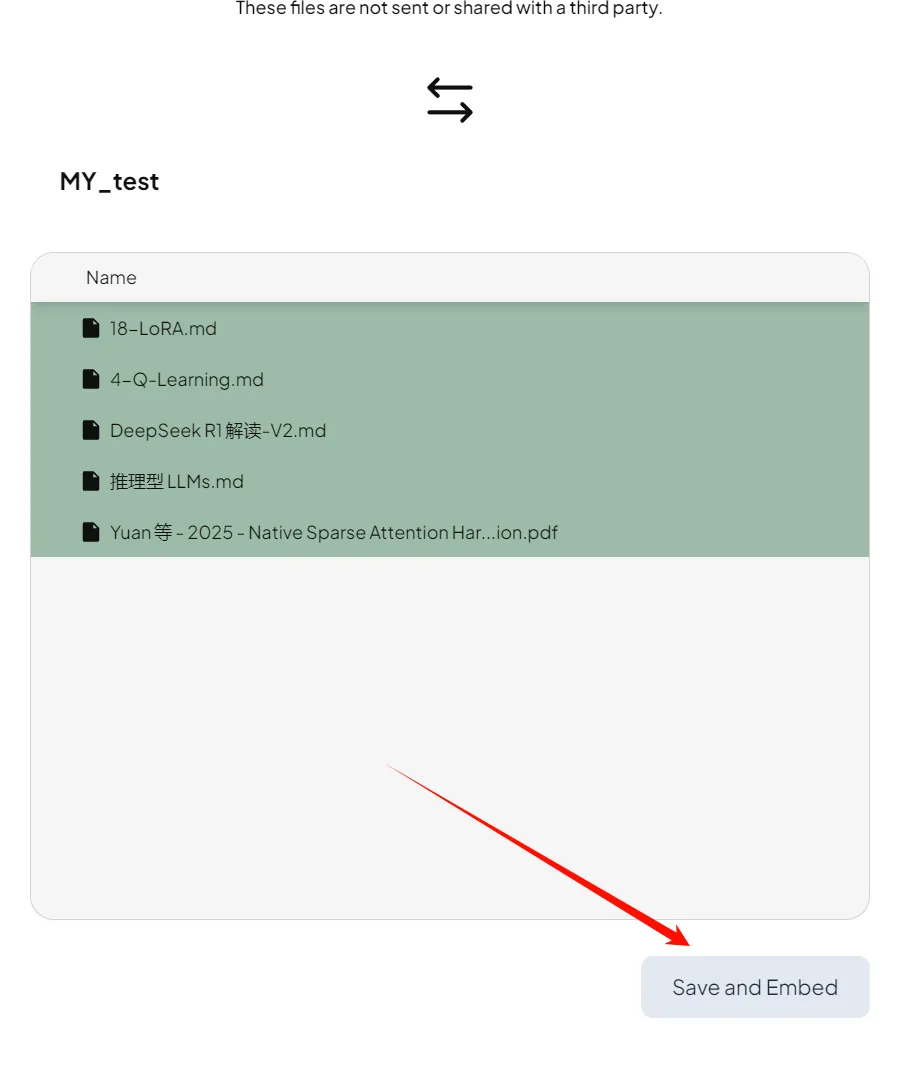 These files are not sent or shared with a third party.
MY_test
Name
18-LoRA.md
4-Q-Learning.md
DeepSeek R1 解读-V2.md
推理型 LLMs.md
Yuan 等 - 2025 - Native Sparse Attention Har...ion.pdf
Save and Embed